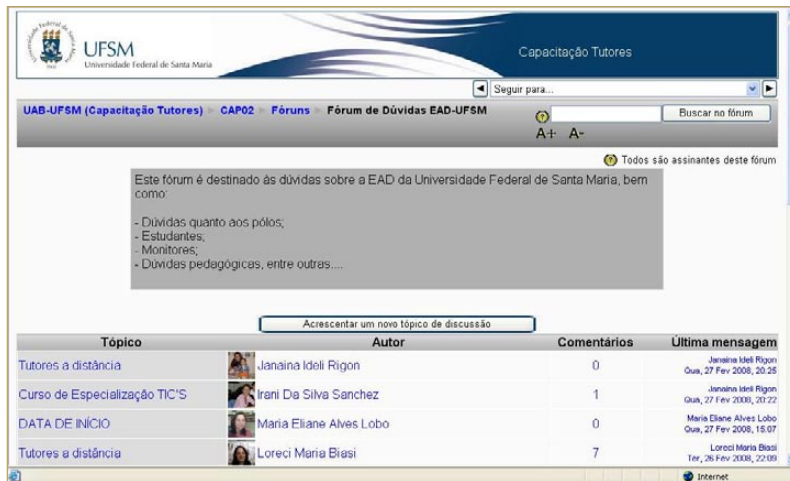 UFSM
Universidade Federal de Santa Maria
Capacitação Tutores
Seguir para...
UAB-UFSM (Capacitação Tutores) CAP02 Fóruns Fórum de Dúvidas EAD-UFSM
Buscar no fórum
A+ A-
Todos são assinantes deste fórum
Este fórum é destinado às dúvidas sobre a EAD da Universidade Federal de Santa Maria, bem
como:
- Dúvidas quanto aos pólos;
- Estudantes;
- Monitores;
- Dúvidas pedagógicas, entre outras....
Acrescentar um novo tópico de discussão
Tópico Autor Comentários Última mensagem
Tutores a distância Janaina Ideli Rigon 0 Janaina Ideli Rigon
Qua, 27 Fev 2008, 20:25
Curso de Especialização TIC'S Irani Da Silva Sanchez 1 Janaina Ideli Rigon
Qua, 27 Fev 2008, 20:22
DATA DE INÍCIO Maria Eliane Alves Lobo 0 Maria Eliane Alves Lobo
Qua, 27 Fev 2008, 15:07
Tutores a distância Loreci Maria Biasi 7 Loreci Maria Biasi
Ter, 26 Fev 2008, 22:09
Internet